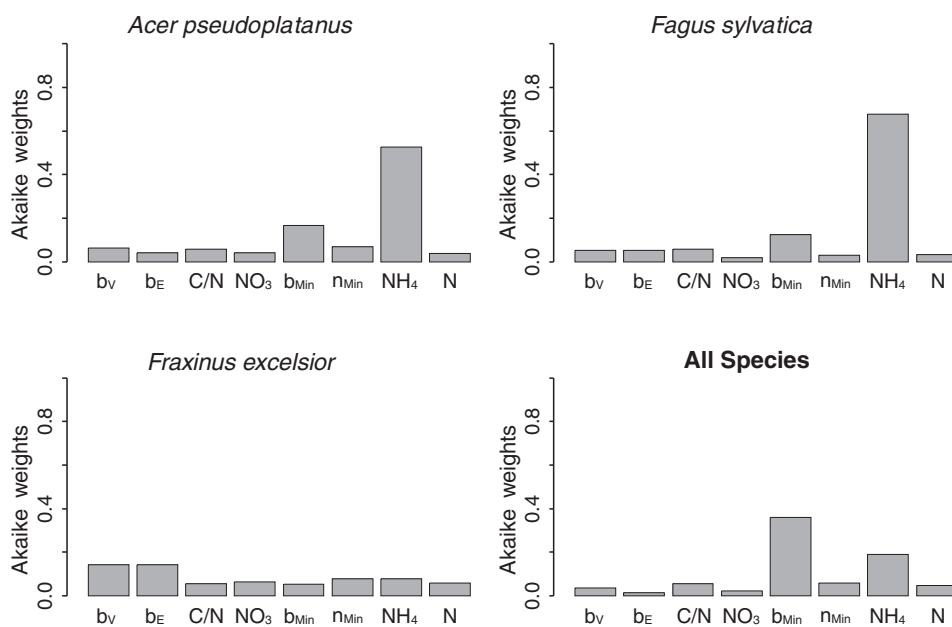 Acer pseudoplatanus
Fagus sylvatica
Akaike weights
0.0 0.4 0.8
bV bE C/N NO3 bMin nMin NH4 N
Akaike weights
0.0 0.4 0.8
bV bE C/N NO3 bMin nMin NH4 N
Fraxinus excelsior
All Species
Akaike weights
0.0 0.4 0.8
bV bE C/N NO3 bMin nMin NH4 N
Akaike weights
0.0 0.4 0.8
bV bE C/N NO3 bMin nMin NH4 N